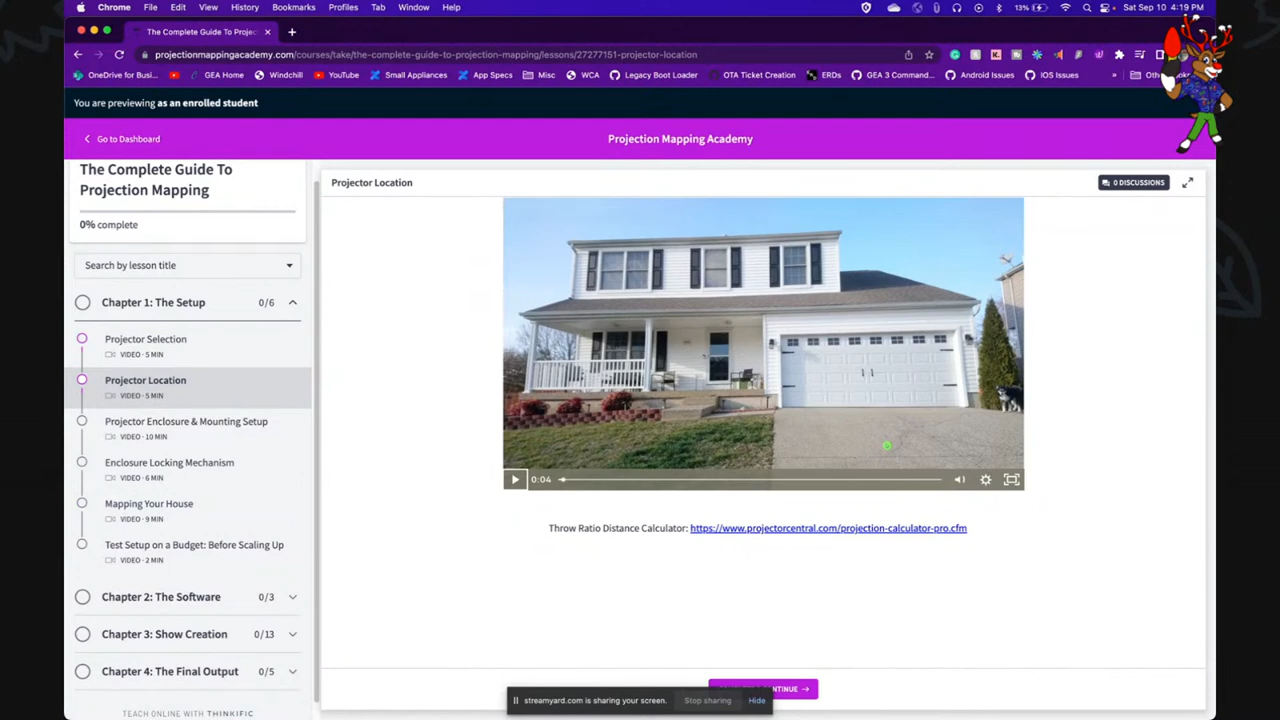 Chrome File Edit View History Bookmarks Profiles Tab Window Help 13% Sat Sep 10 4:19 PM
The Complete Guide To Proje
projectionmappingacademy.com/courses/take/the-complete-guide-to-projection-mapping/lessons/27277151-projector-location
OneDrive for Busi... GEA Home Windchill YouTube Small Appliances App Specs Misc WCA Legacy Boot Loader OTA Ticket Creation ERDs GEA 3 Command... Android Issues IOS Issues »
You are previewing as an enrolled student
Go to Dashboard
Projection Mapping Academy
The Complete Guide To
Projection Mapping
0% complete
Search by lesson title
Chapter 1: The Setup 0/6
Projector Selection
VIDEO · 5 MIN
Projector Location
VIDEO · 5 MIN
Projector Enclosure & Mounting Setup
VIDEO · 10 MIN
Enclosure Locking Mechanism
VIDEO · 6 MIN
Mapping Your House
VIDEO · 9 MIN
Test Setup on a Budget: Before Scaling Up
VIDEO · 2 MIN
Chapter 2: The Software 0/3
Chapter 3: Show Creation 0/13
Chapter 4: The Final Output 0/5
TEACH ONLINE WITH THINKIFIC
Projector Location
0 DISCUSSIONS
0:04
Throw Ratio Distance Calculator: https://www.projectorcentral.com/projection-calculator-pro.cfm
streamyard.com is sharing your screen. Stop sharing Hide